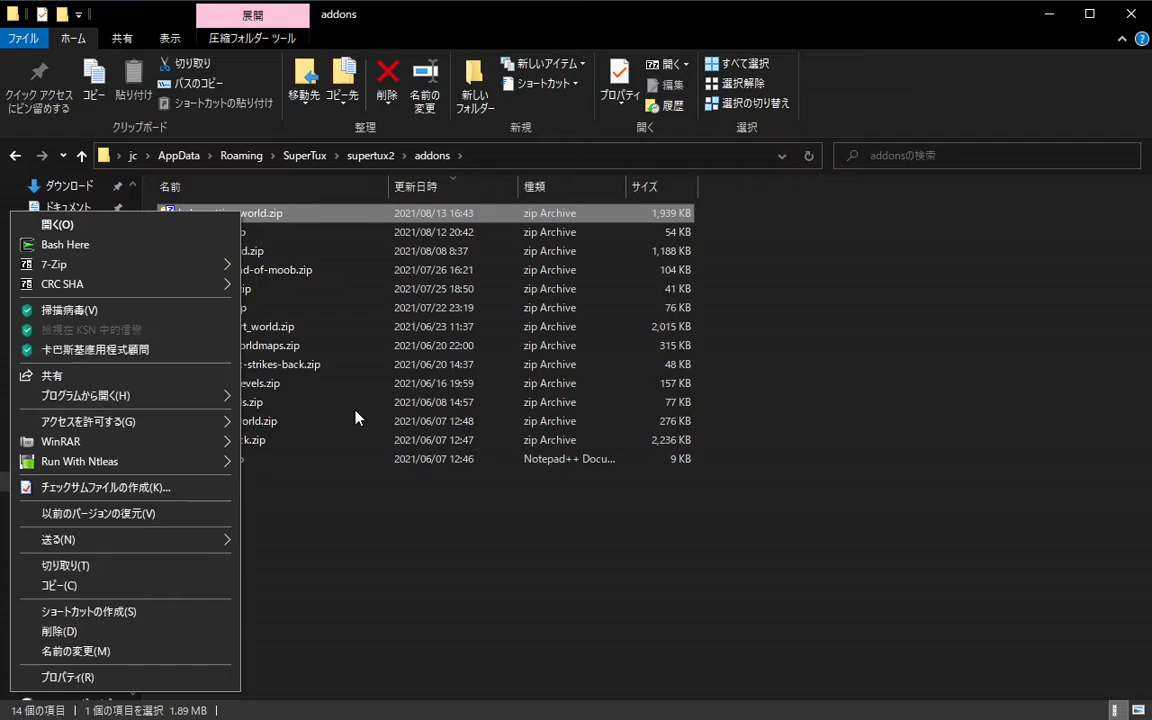 展開
addons
ファイル
ホーム
共有
表示
圧縮フォルダー ツール
クイック アクセス
にピン留めする
コピー
貼り付け
切り取り
パスのコピー
ショートカットの貼り付け
クリップボード
移動先
コピー先
削除
名前の
変更
整理
新しい
フォルダー
新しいアイテム
ショートカット
新規
プロパティ
開く
編集
履歴
開く
すべて選択
選択解除
選択の切り替え
選択
jc
AppData
Roaming
SuperTux
supertux2
addons
addonsの検索
ダウンロード
ドキュメント
名前
更新日時
種類
サイズ
world.zip 2021/08/13 16:43 zip Archive 1,939 KB
2021/08/12 20:42 zip Archive 54 KB
d.zip 2021/08/08 8:37 zip Archive 1,188 KB
d-of-moob.zip 2021/07/26 16:21 zip Archive 104 KB
zip 2021/07/25 18:50 zip Archive 41 KB
2021/07/22 23:19 zip Archive 76 KB
rt_world.zip 2021/06/23 11:37 zip Archive 2,015 KB
rldmaps.zip 2021/06/20 22:00 zip Archive 315 KB
-strikes-back.zip 2021/06/20 14:37 zip Archive 48 KB
evels.zip 2021/06/16 19:59 zip Archive 157 KB
s.zip 2021/06/08 14:57 zip Archive 77 KB
orld.zip 2021/06/07 12:48 zip Archive 276 KB
k.zip 2021/06/07 12:47 zip Archive 2,236 KB
2021/06/07 12:46 Notepad++ Docu... 9 KB
開く(O)
Bash Here
7-Zip
CRC SHA
掃描病毒(V)
檢視在 KSN 中的信譽
卡巴斯基應用程式顧問
共有
プログラムから開く(H)
アクセスを許可する(G)
WinRAR
Run With Ntleas
チェックサムファイルの作成(K)...
以前のバージョンの復元(V)
送る(N)
切り取り(T)
コピー(C)
ショートカットの作成(S)
削除(D)
名前の変更(M)
プロパティ(R)
14 個の項目
1 個の項目を選択 1.89 MB